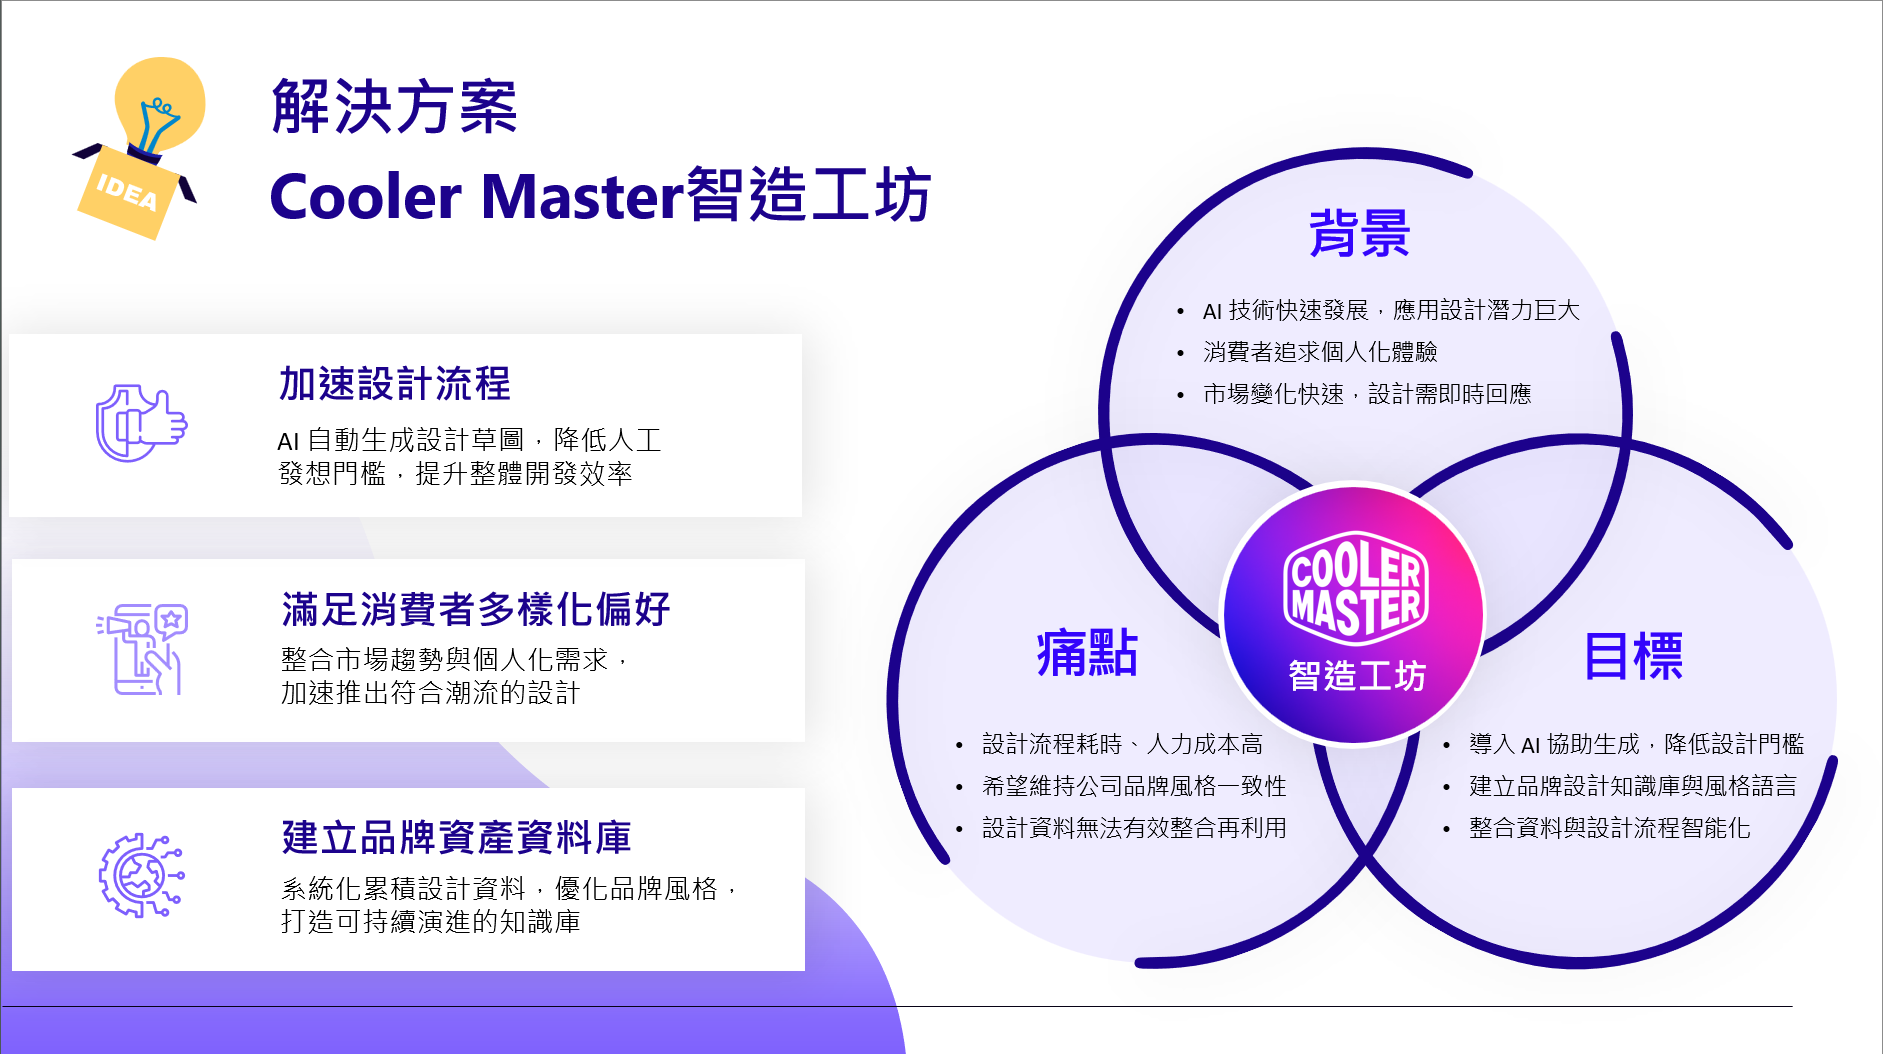 IDEA
解決方案
Cooler Master智造工坊
加速設計流程
AI 自動生成設計草圖，降低人工
發想門檻，提升整體開發效率
滿足消費者多樣化偏好
整合市場趨勢與個人化需求，
加速推出符合潮流的設計
建立品牌資產資料庫
系統化累積設計資料，優化品牌風格，
打造可持續演進的知識庫
背景
• AI 技術快速發展，應用設計潛力巨大
• 消費者追求個人化體驗
• 市場變化快速，設計需即時回應
COOLER
MASTER
智造工坊
痛點
• 設計流程耗時、人力成本高
• 希望維持公司品牌風格一致性
• 設計資料無法有效整合再利用
目標
• 導入 AI 協助生成，降低設計門檻
• 建立品牌設計知識庫與風格語言
• 整合資料與設計流程智能化